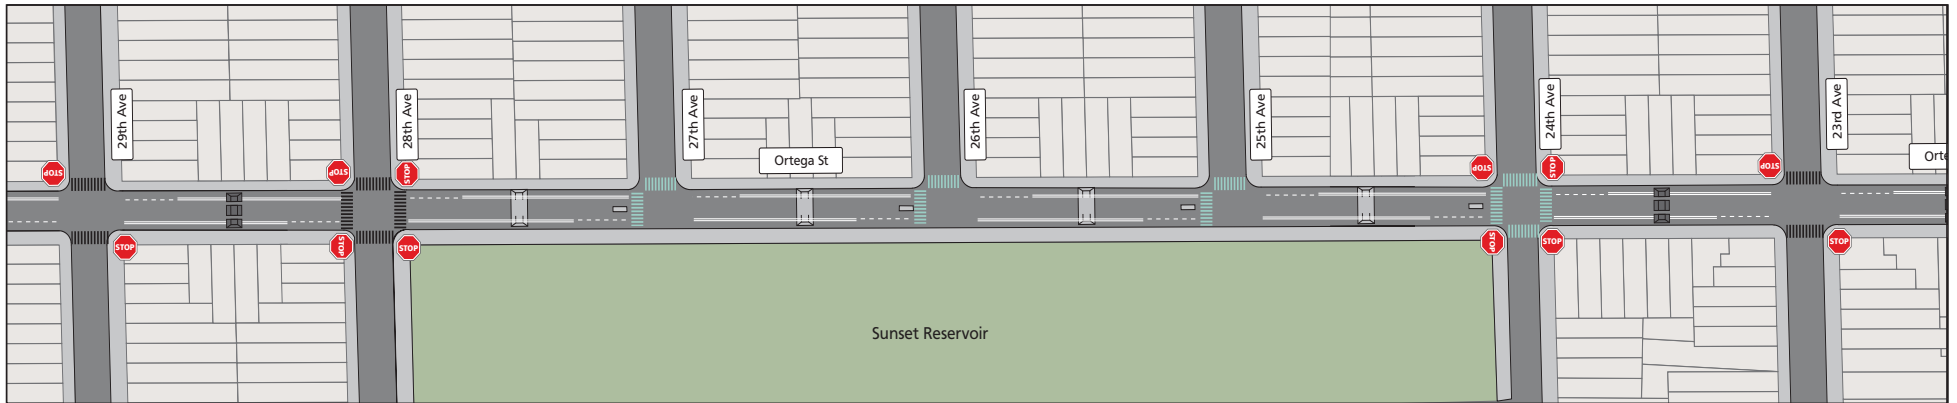 29th Ave
28th Ave
27th Ave
26th Ave
25th Ave
24th Ave
23rd Ave
Ortega St
Orte
STOP
STOP
STOP
STOP
STOP
STOP
STOP
STOP
STOP
STOP
STOP
STOP
Sunset Reservoir